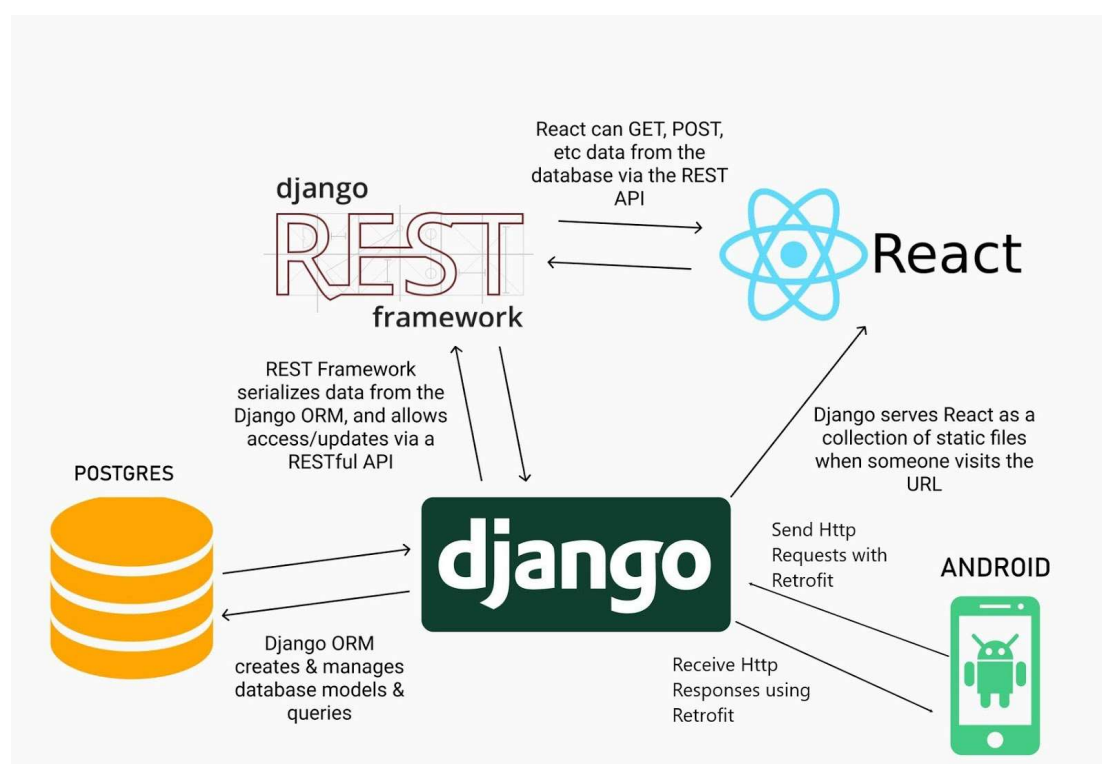 React can GET, POST,
etc data from the
database via the REST
API
django
REST
framework
React
REST Framework
serializes data from the
Django ORM, and allows
access/updates via a
RESTful API
Django serves React as a
collection of static files
when someone visits the
URL
POSTGRES
django
Send Http
Requests with
Retrofit
ANDROID
Django ORM
creates & manages
database models &
queries
Receive Http
Responses using
Retrofit